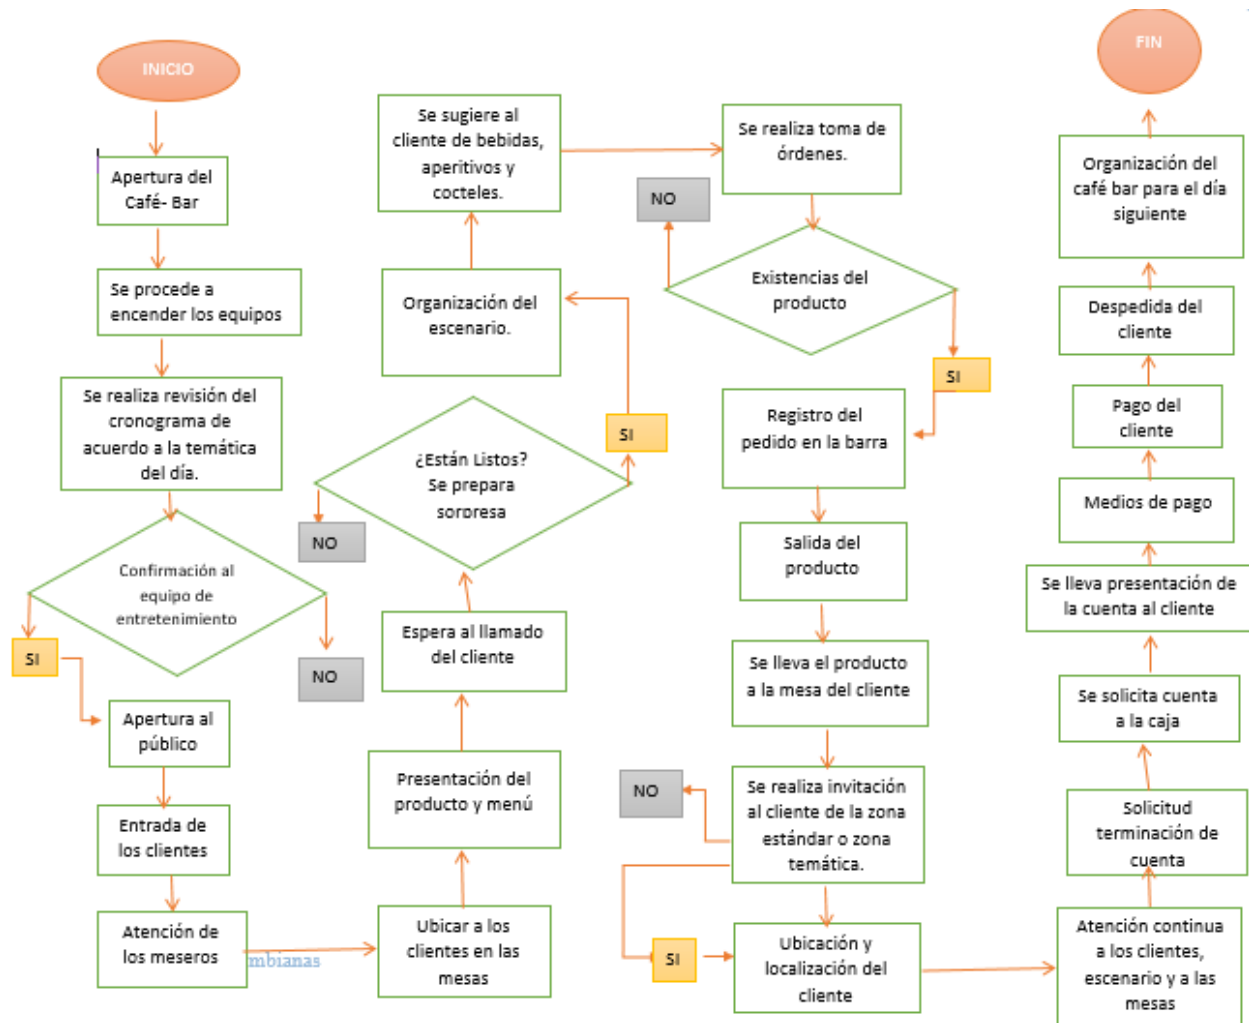 INICIO
Apertura del
Café- Bar
Se procede a
encender los equipos
Se realiza revisión del
cronograma de
acuerdo a la temática
del día.
Confirmación al
equipo de
entretenimiento
SI
NO
Apertura al
público
Entrada de
los clientes
Atención de
los meseros
mbianas
Ubicar a los
clientes en las
mesas
Presentación del
producto y menú
Espera al llamado
del cliente
¿Están Listos?
Se prepara
sorpresa
NO
SI
Organización del
escenario.
Se sugiere al
cliente de bebidas,
aperitivos y
cocteles.
Se realiza toma de
órdenes.
NO
Existencias del
producto
SI
Registro del
pedido en la barra
Salida del
producto
Se lleva el producto
a la mesa del cliente
Se realiza invitación
al cliente de la zona
estándar o zona
temática.
NO
SI
Ubicación y
localización del
cliente
Atención continua
a los clientes,
escenario y a las
mesas
Solicitud
terminación de
cuenta
Se solicita cuenta
a la caja
Se lleva presentación de
la cuenta al cliente
Medios de pago
Pago del
cliente
Despedida del
cliente
Organización del
café bar para el día
siguiente
FIN